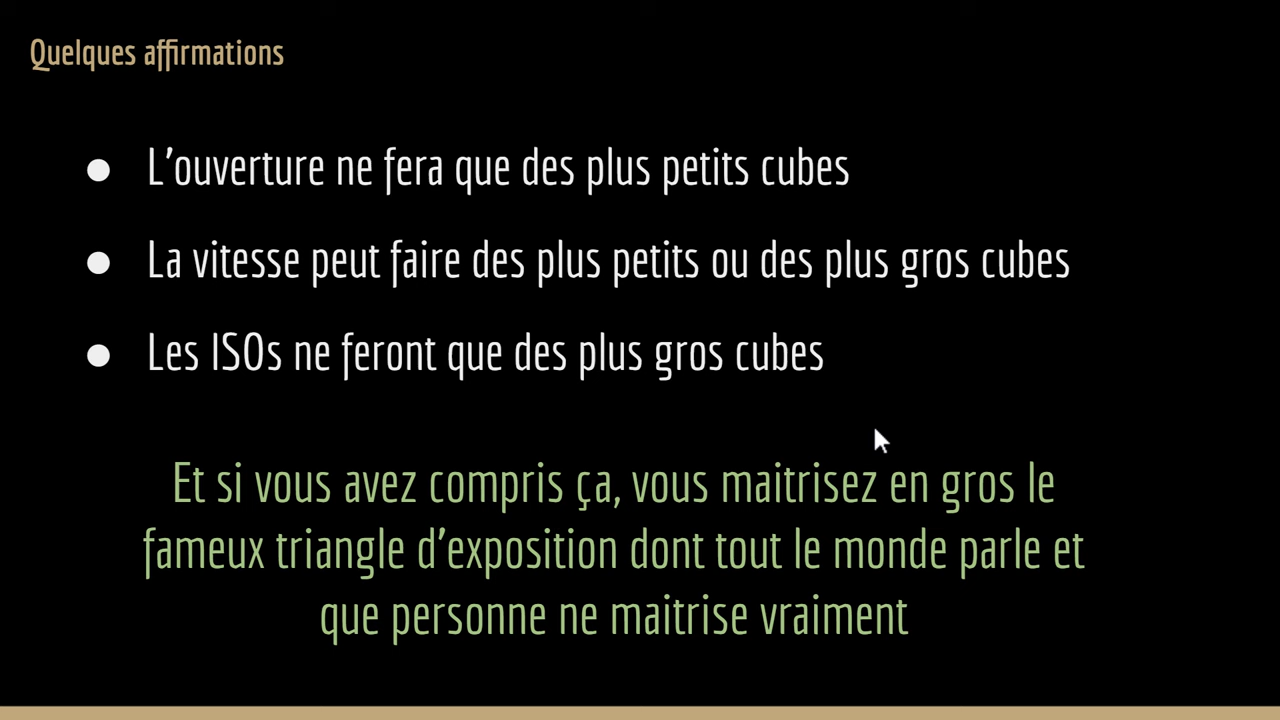 Quelques affirmations
● L'ouverture ne fera que des plus petits cubes
● La vitesse peut faire des plus petits ou des plus gros cubes
● Les ISOs ne feront que des plus gros cubes
Et si vous avez compris ça, vous maitrisez en gros le
fameux triangle d'exposition dont tout le monde parle et
que personne ne maitrise vraiment